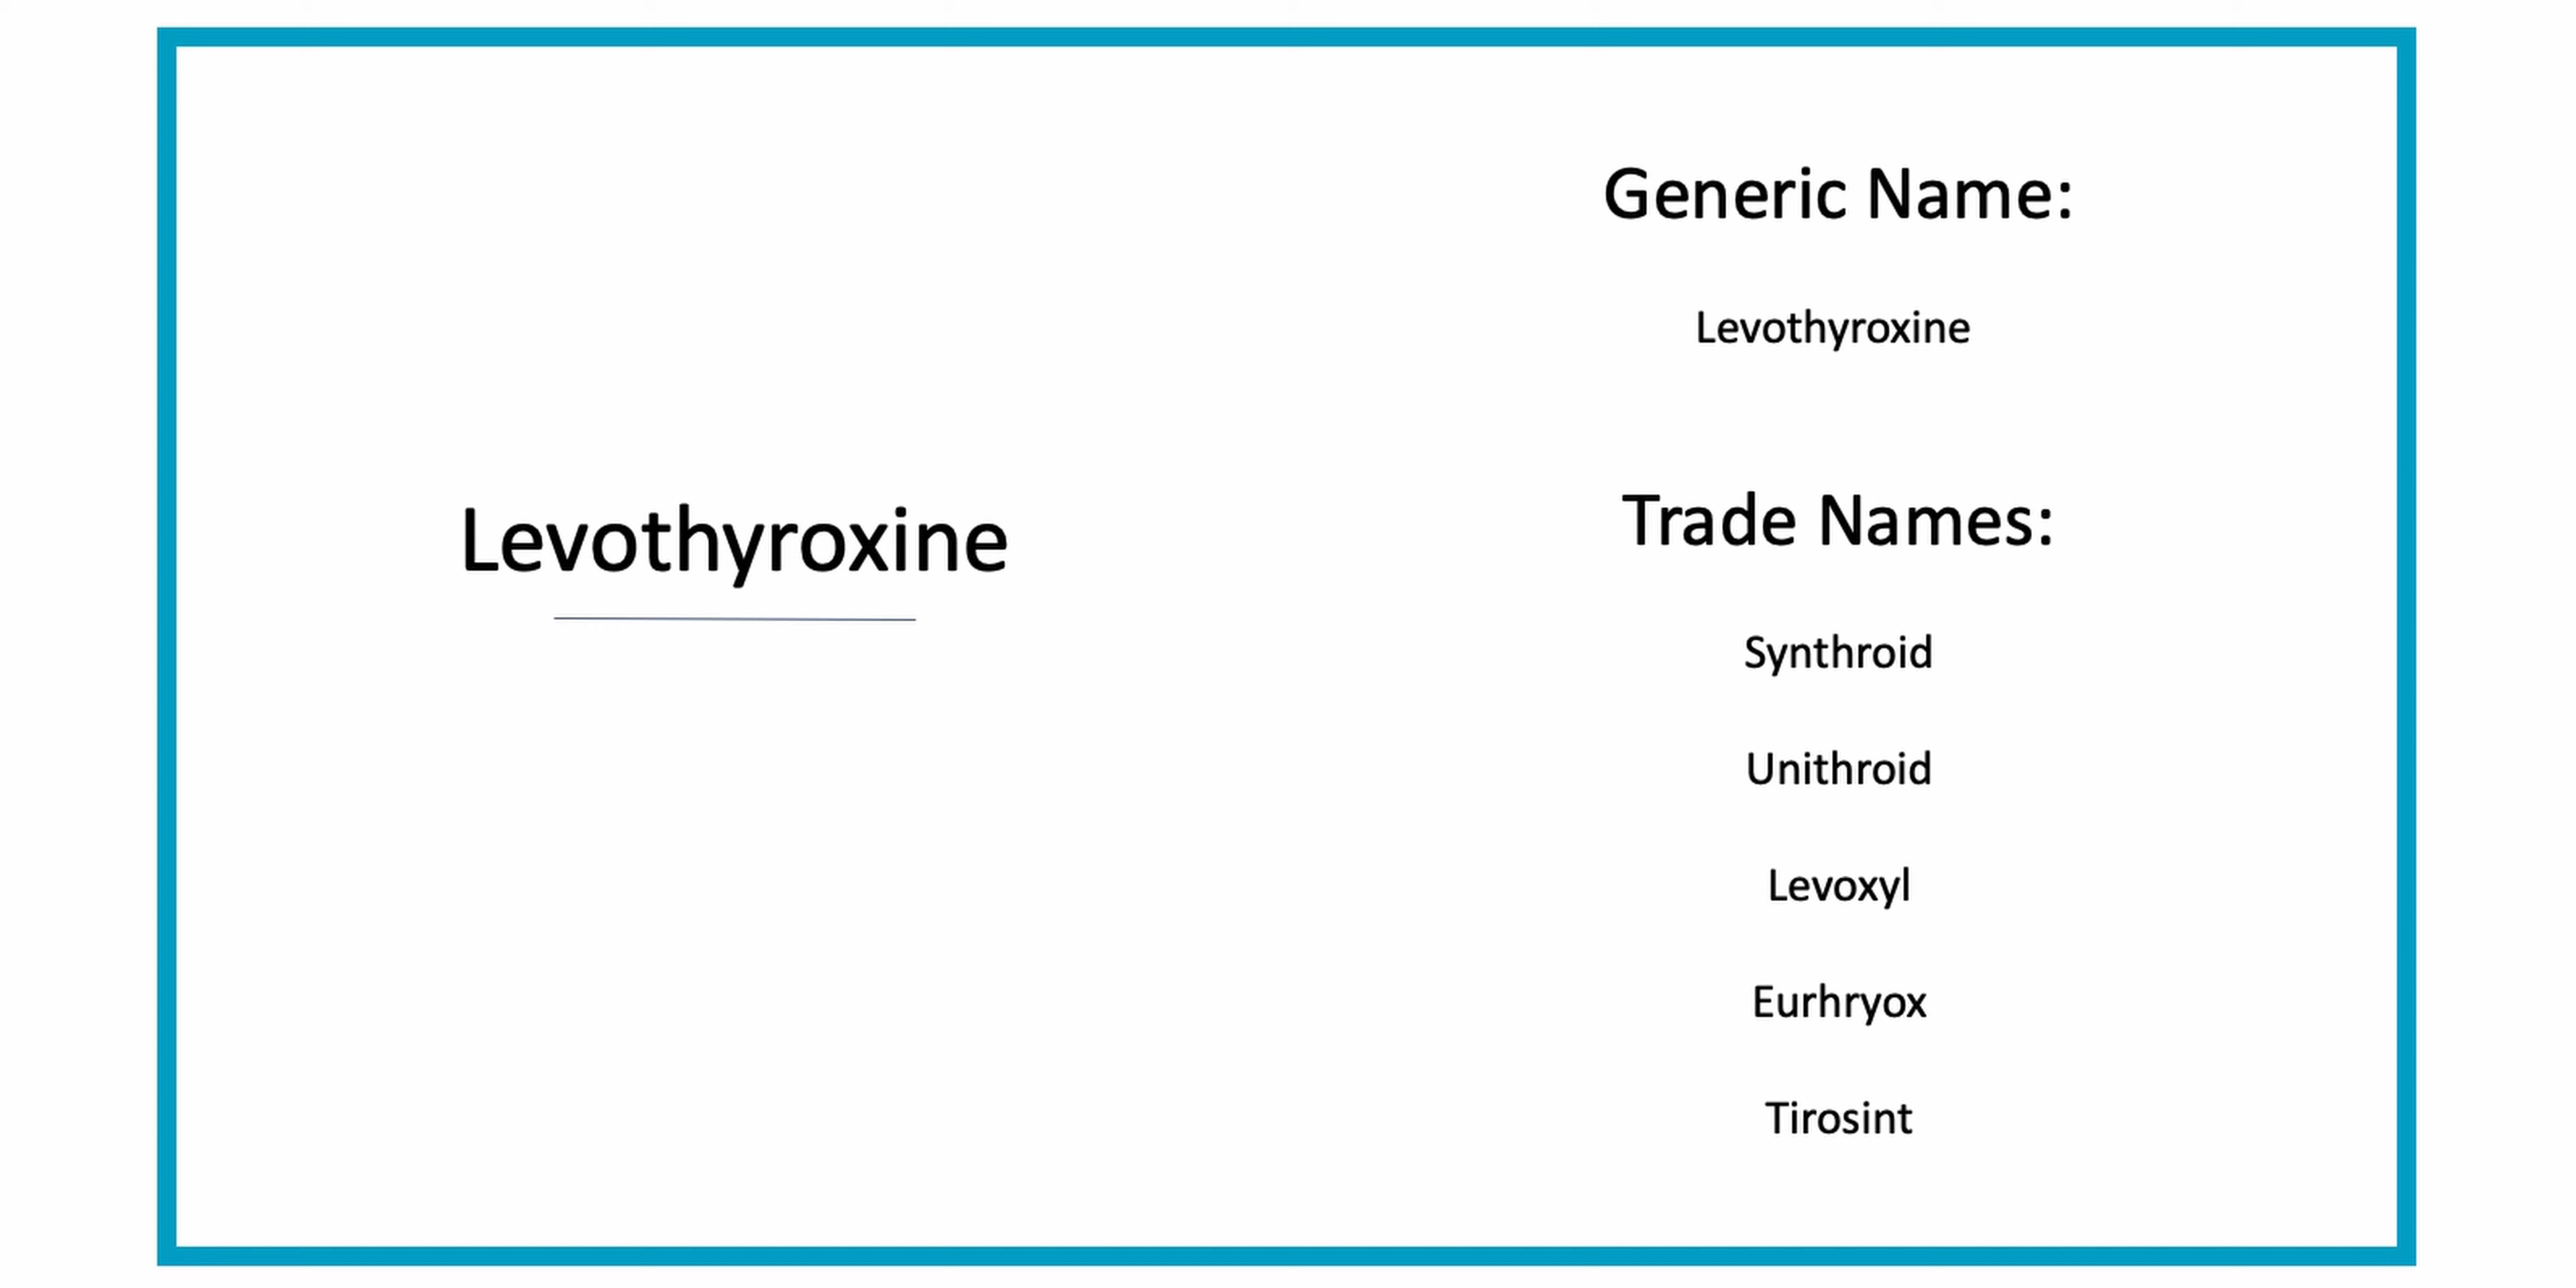 Levothyroxine
Generic Name:
Levothyroxine
Trade Names:
Synthroid
Unithroid
Levoxyl
Eurhryox
Tirosint